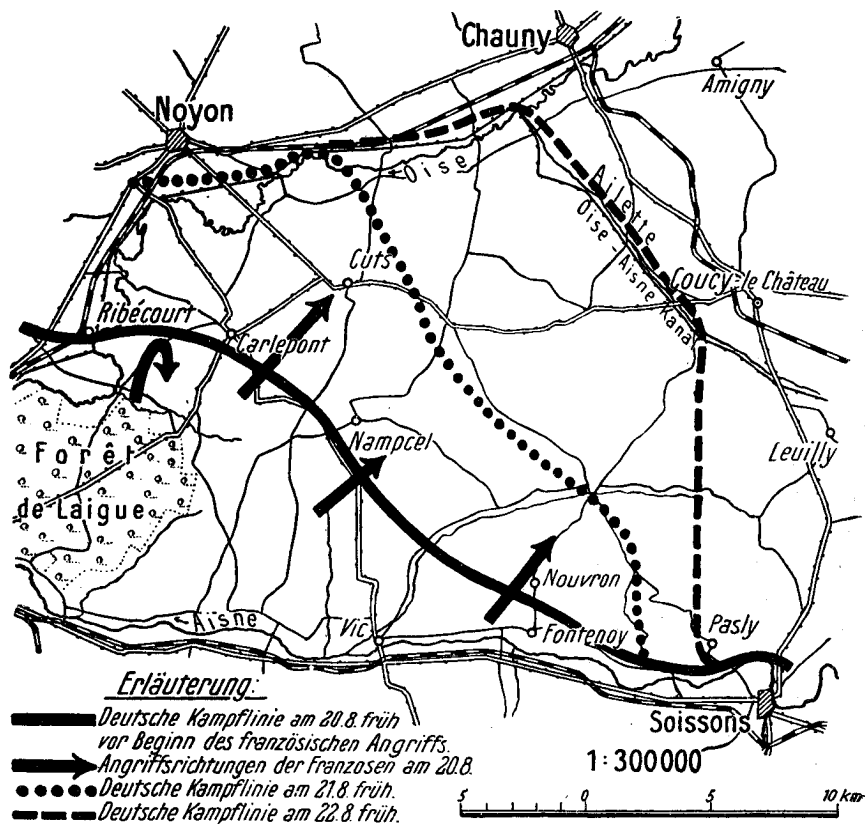 Chauny
Amigny
Noyon
Oise
Ailette
Oise-Aisne Kanal
Cuts
Coucy-le Château
Ribécourt
Carlepont
Nampcel
Leuilly
Forêt
de Laigue
Nouvron
Aisne
Vic
Fontenoy
Pasly
Soissons
Erläuterung:
Deutsche Kampflinie am 20.8. früh
vor Beginn des französischen Angriffs.
Angriffsrichtungen der Franzosen am 20.8.
Deutsche Kampflinie am 21.8. früh.
Deutsche Kampflinie am 22.8. früh.
1:300000
5 0 5 10 km